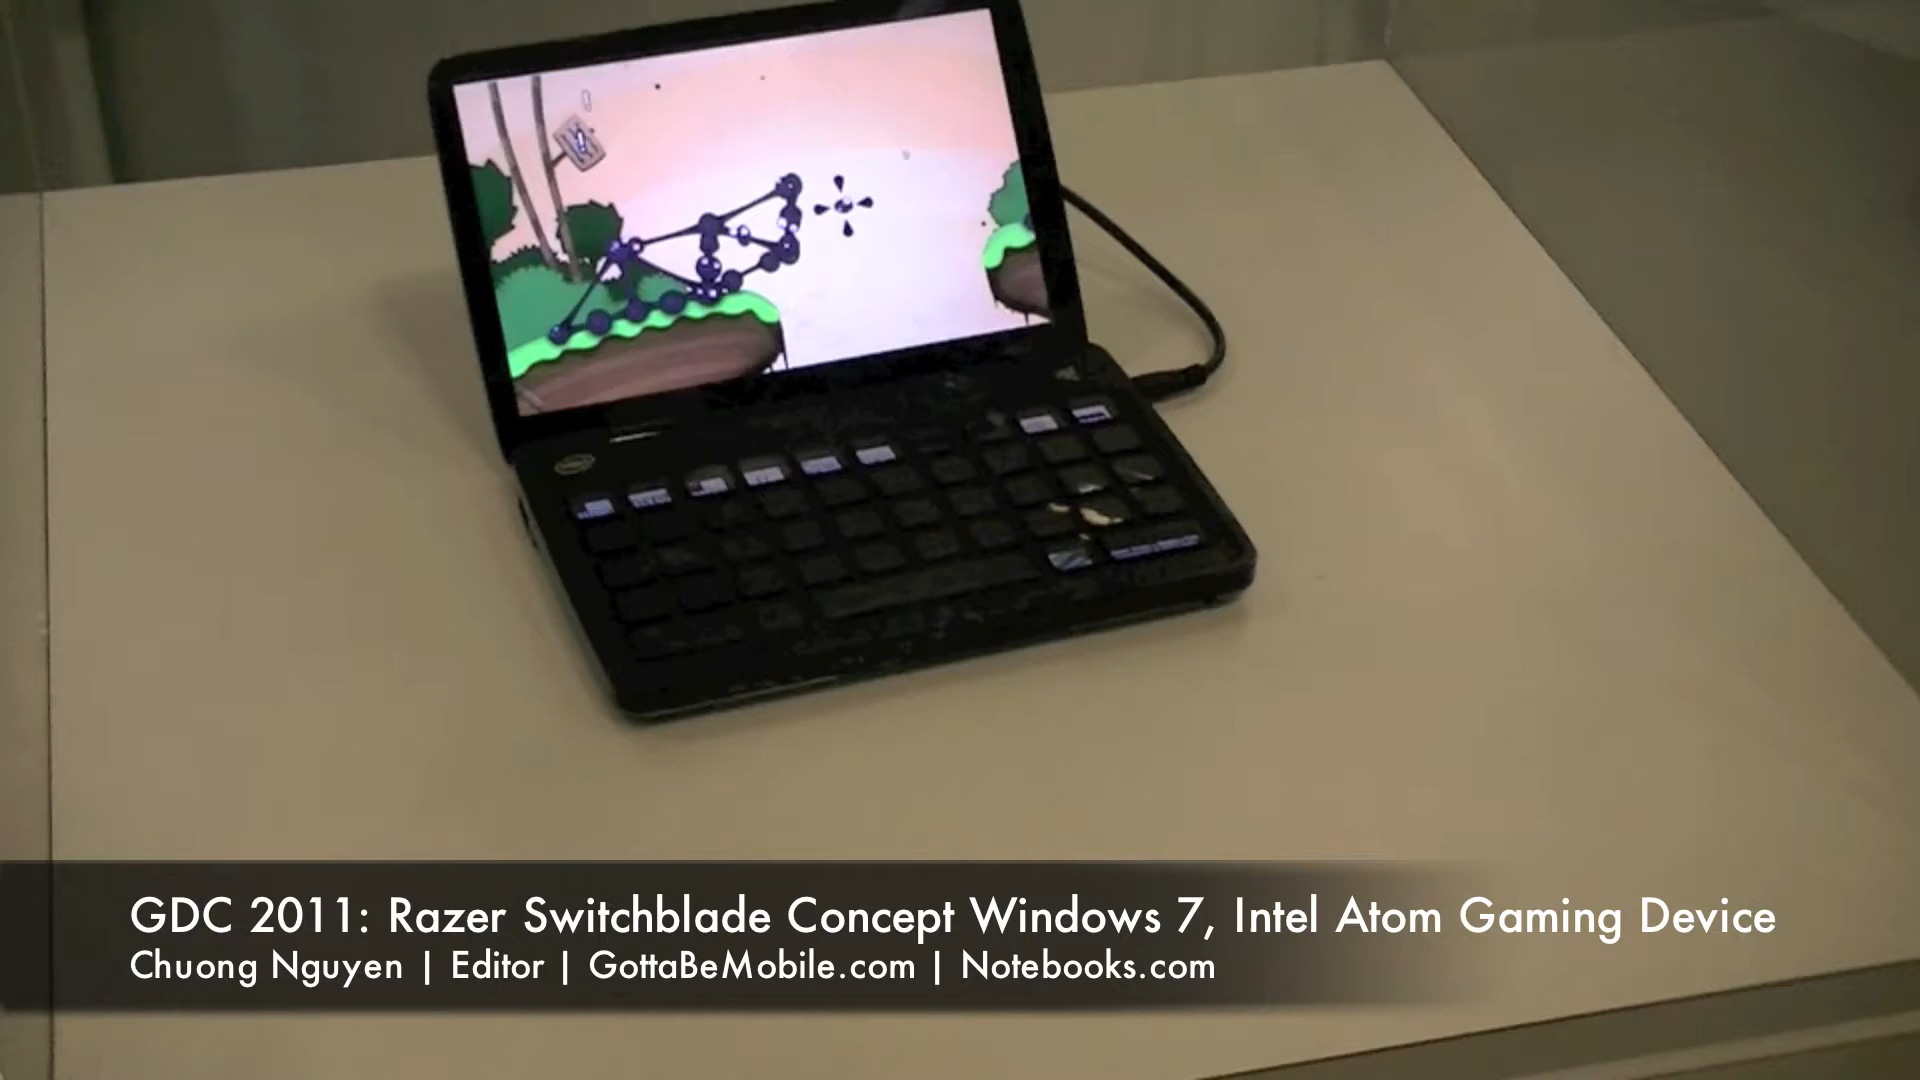 GDC 2011: Razer Switchblade Concept Windows 7, Intel Atom Gaming Device
Chuong Nguyen | Editor | GottaBeMobile.com | Notebooks.com